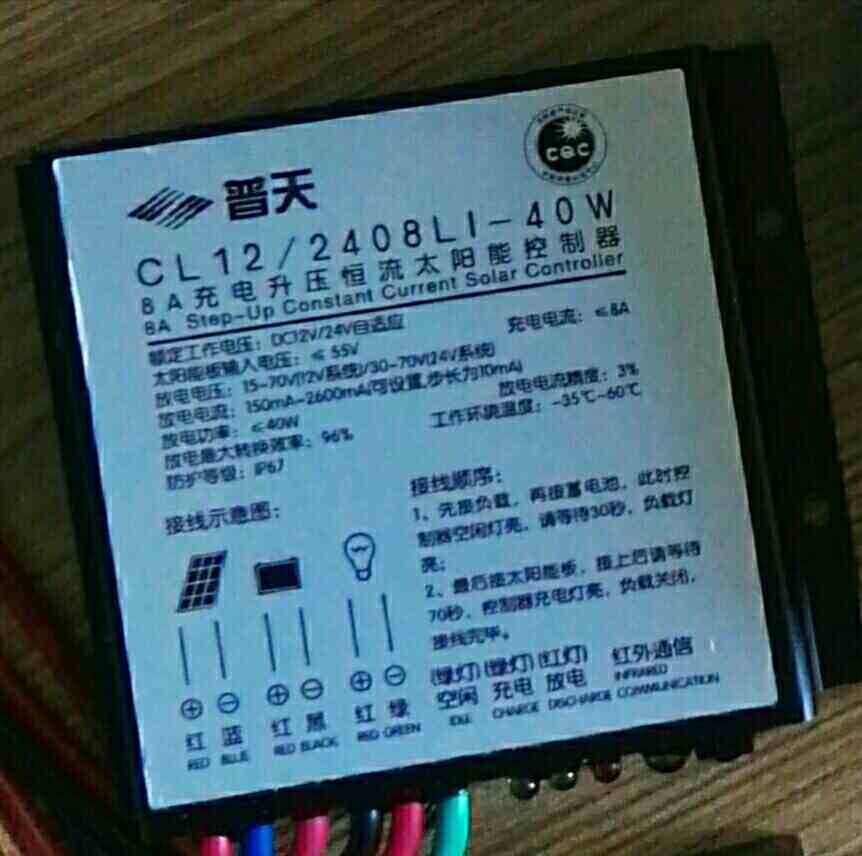 普天
CQC
CL12/2408LI-40W
8A充电升压恒流太阳能控制器
8A Step-Up Constant Current Solar Controller
额定工作电压：DC12V/24V自适应 充电电流：≤8A
太阳能板输入电压：≤ 55V
放电电压：15-70V(12V系统)/30-70V(24V系统)
放电电流：150mA-2600mA(可设置,步长为10mA)
放电功率：≤40W 放电电流精度：3%
放电最大转换效率：96% 工作环境温度：-35℃-60℃
防护等级：IP67
接线示意图：
红 蓝 红 黑 红 绿
RED BLUE RED BLACK RED GREEN
接线顺序：
1、先接负载，再接蓄电池，此时控
制器空闲灯亮，请等待30秒，负载灯
亮；
2、最后接太阳能板，接上后请等待
70秒，控制器充电灯亮，负载关闭，
接线完毕。
(绿灯) (绿灯) (红灯) 红外通信
空闲 充电 放电 INFRARED
IDLE CHARGE DISCHARGE COMMUNICATION